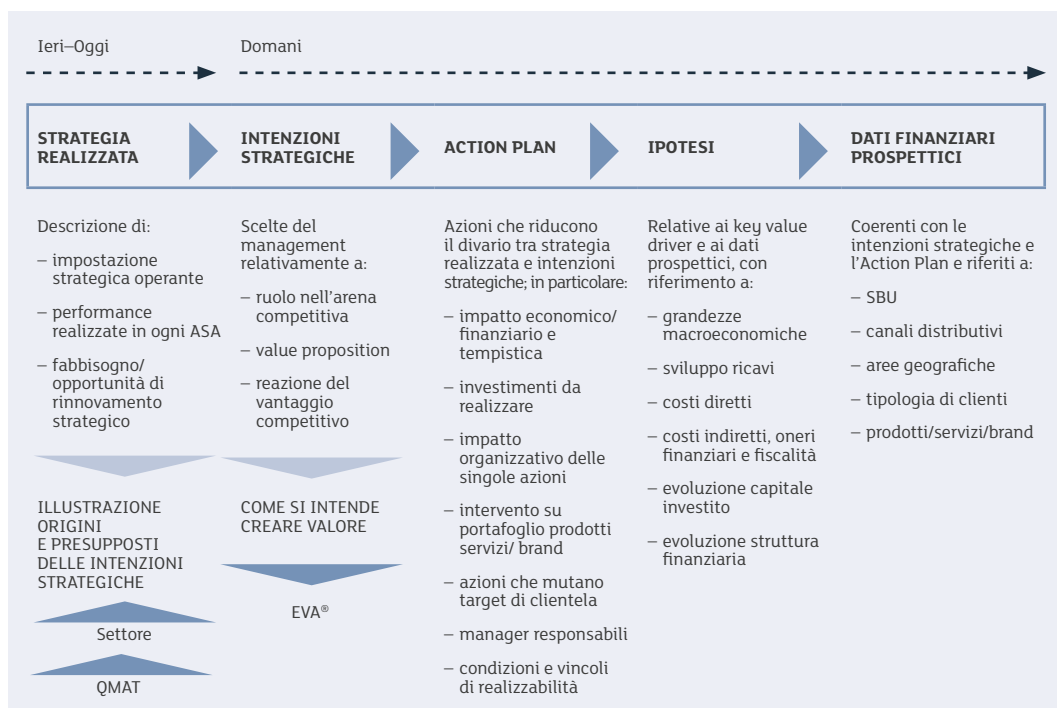 Ieri–Oggi
Domani
STRATEGIA
REALIZZATA
INTENZIONI
STRATEGICHE
ACTION PLAN
IPOTESI
DATI FINANZIARI
PROSPETTICI
Descrizione di:
– impostazione
strategica operante
– performance
realizzate in ogni ASA
– fabbisogno/
opportunità di
rinnovamento
strategico
ILLUSTRAZIONE
ORIGINI
E PRESUPPOSTI
DELLE INTENZIONI
STRATEGICHE
Settore
QMAT
Scelte del
management
relativamente a:
– ruolo nell'arena
competitiva
– value proposition
– reazione del
vantaggio
competitivo
COME SI INTENDE
CREARE VALORE
EVA®
Azioni che riducono
il divario tra strategia
realizzata e intenzioni
strategiche; in particolare:
– impatto economico/
finanziario e
tempistica
– investimenti da
realizzare
– impatto
organizzativo delle
singole azioni
– intervento su
portafoglio prodotti
servizi/ brand
– azioni che mutano
target di clientela
– manager responsabili
– condizioni e vincoli
di realizzabilità
Relative ai key value
driver e ai dati
prospettici, con
riferimento a:
– grandezze
macroeconomiche
– sviluppo ricavi
– costi diretti
– costi indiretti, oneri
finanziari e fiscalità
– evoluzione capitale
investito
– evoluzione struttura
finanziaria
Coerenti con le
intenzioni strategiche e
l'Action Plan e riferiti a:
– SBU
– canali distributivi
– aree geografiche
– tipologia di clienti
– prodotti/servizi/brand